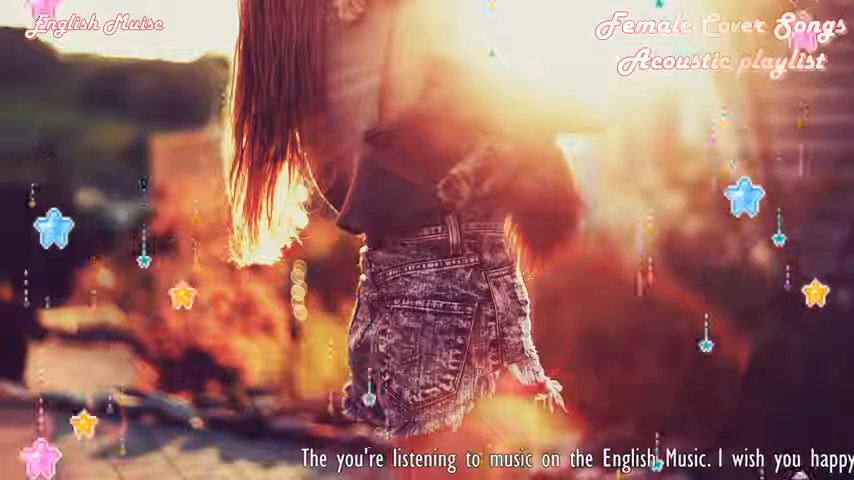 English Muisc
Female Cover Songs
Acoustic playlist
The you're listening to music on the English Music. I wish you happy